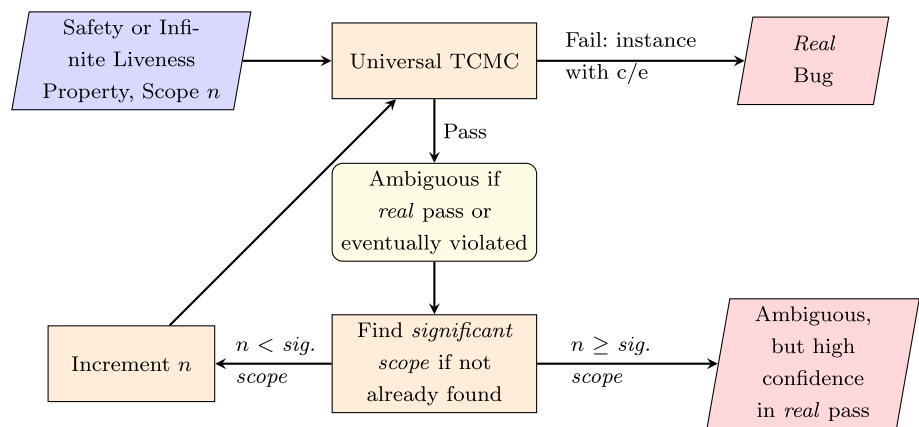 Safety or Infi-
nite Liveness
Property, Scope n
Universal TCMC
Fail: instance
with c/e
Real
Bug
Pass
Ambiguous if
real pass or
eventually violated
Increment n
n < sig.
scope
Find significant
scope if not
already found
n ≥ sig.
scope
Ambiguous,
but high
confidence
in real pass